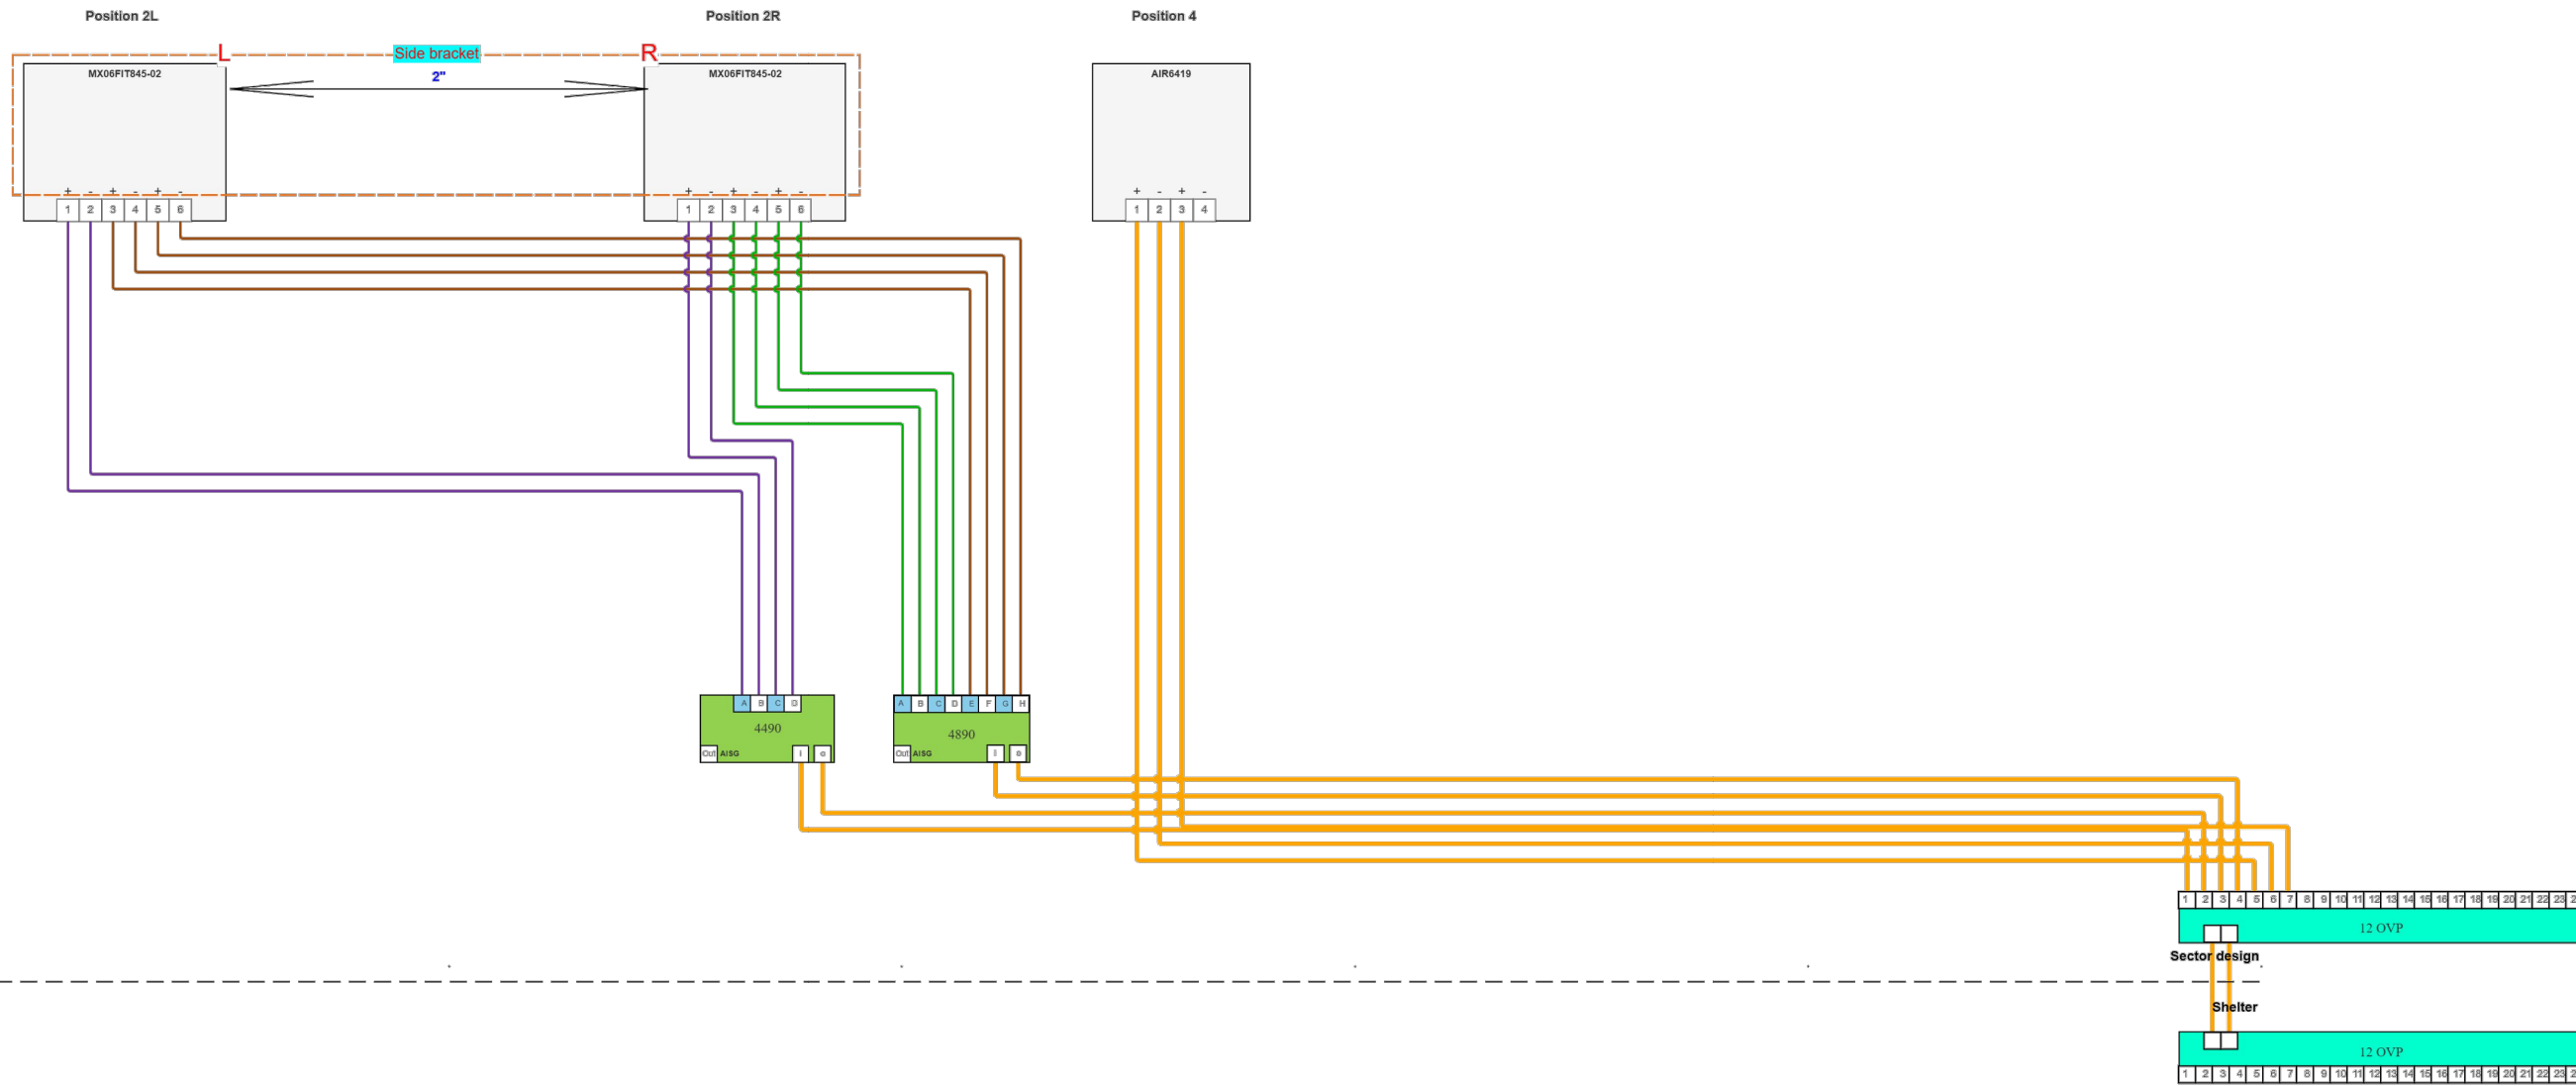 Position 2L
Position 2R
Position 4
L
Side bracket
R
MX06FIT845-02
2"
MX06FIT845-02
AIR6419
+ - + - + -
+ - + - + -
+ - + -
1 2 3 4 5 6
1 2 3 4 5 6
1 2 3 4
A B C D
A B C D E F G H
4490
4890
Out AISG
Out AISG
1 2 3 4 5 6 7 8 9 10 11 12 13 14 15 16 17 18 19 20 21 22 23
12 OVP
Sector design
Shelter
12 OVP
1 2 3 4 5 6 7 8 9 10 11 12 13 14 15 16 17 18 19 20 21 22 23